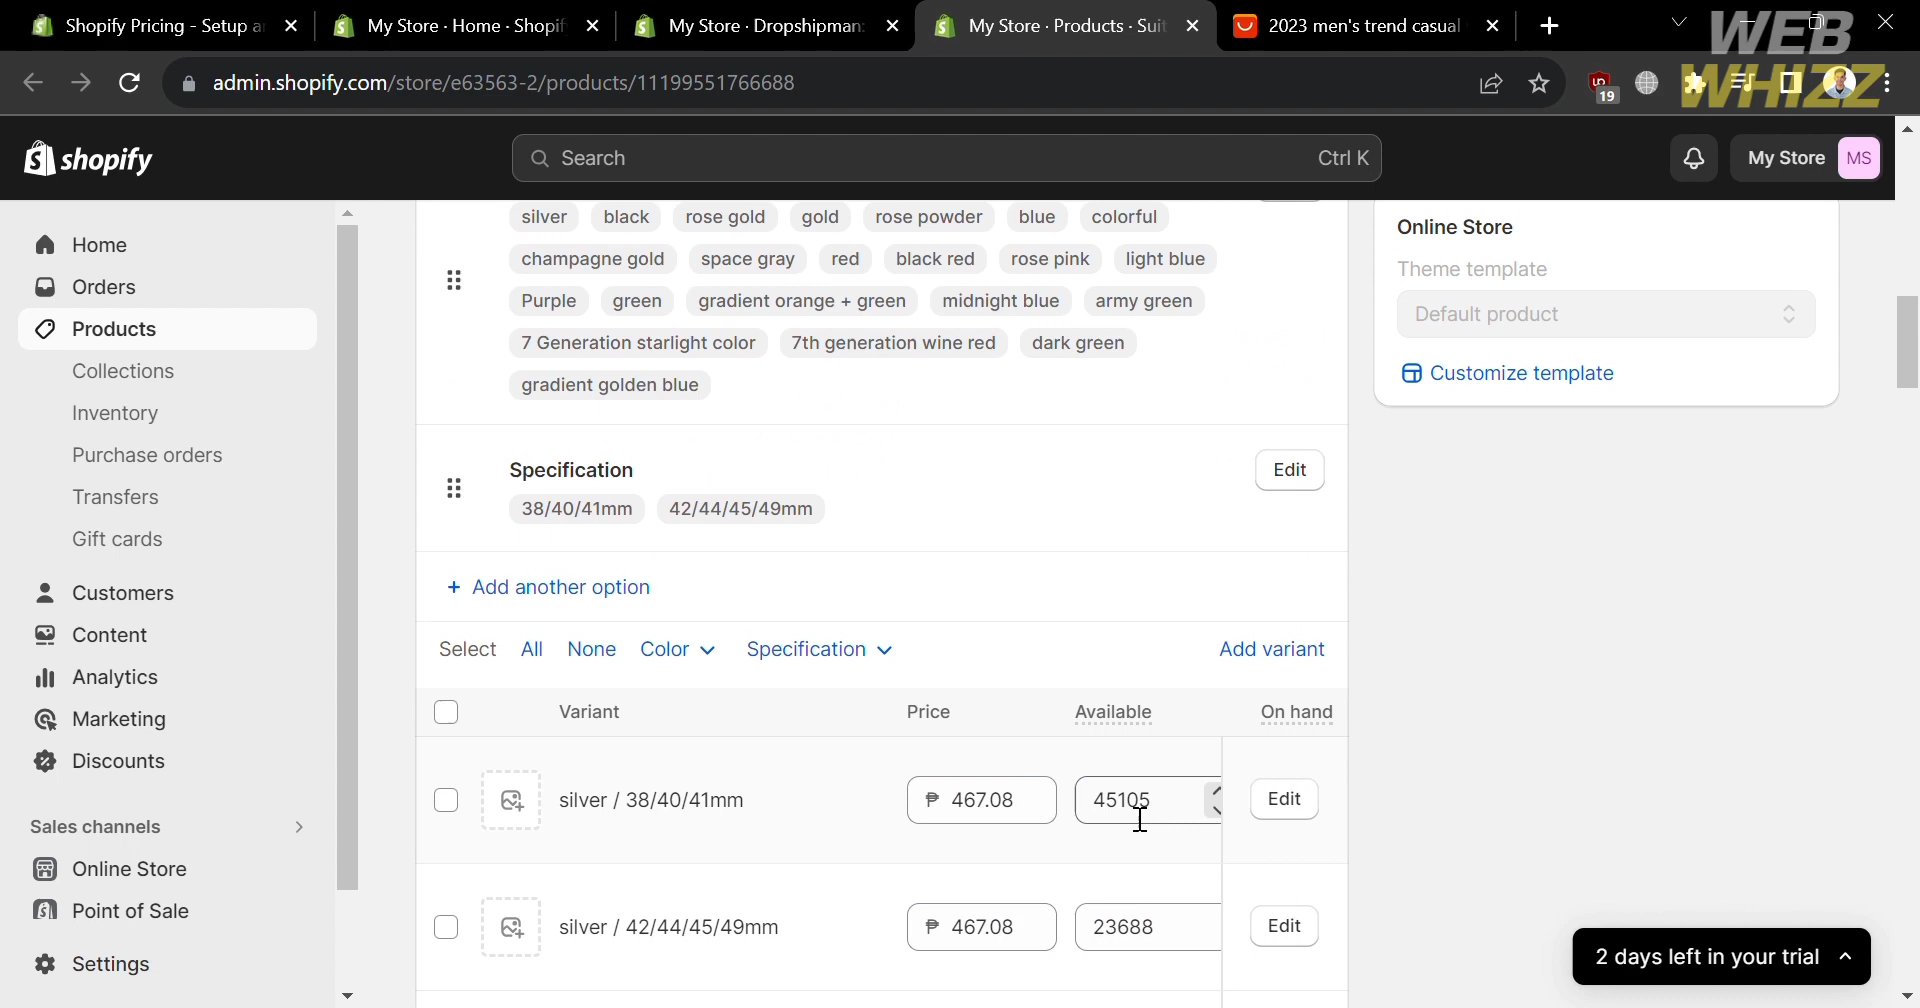 Shopify Pricing - Setup a
My Store · Home · Shopif
My Store · Dropshipman:
My Store · Products · Suit
2023 men's trend casual
WEB
WHIZZ
admin.shopify.com/store/e63563-2/products/11199551766688
19
shopify
Search
Ctrl K
My Store
MS
Home
Orders
Products
Collections
Inventory
Purchase orders
Transfers
Gift cards
Customers
Content
Analytics
Marketing
Discounts
Sales channels
Online Store
Point of Sale
Settings
silver black rose gold gold rose powder blue colorful
champagne gold space gray red black red rose pink light blue
Purple green gradient orange + green midnight blue army green
7 Generation starlight color 7th generation wine red dark green
gradient golden blue
Specification
Edit
38/40/41mm 42/44/45/49mm
+ Add another option
Select All None Color Specification Add variant
Variant Price Available On hand
silver / 38/40/41mm ₱ 467.08 45105 Edit
silver / 42/44/45/49mm ₱ 467.08 23688 Edit
Online Store
Theme template
Default product
Customize template
2 days left in your trial